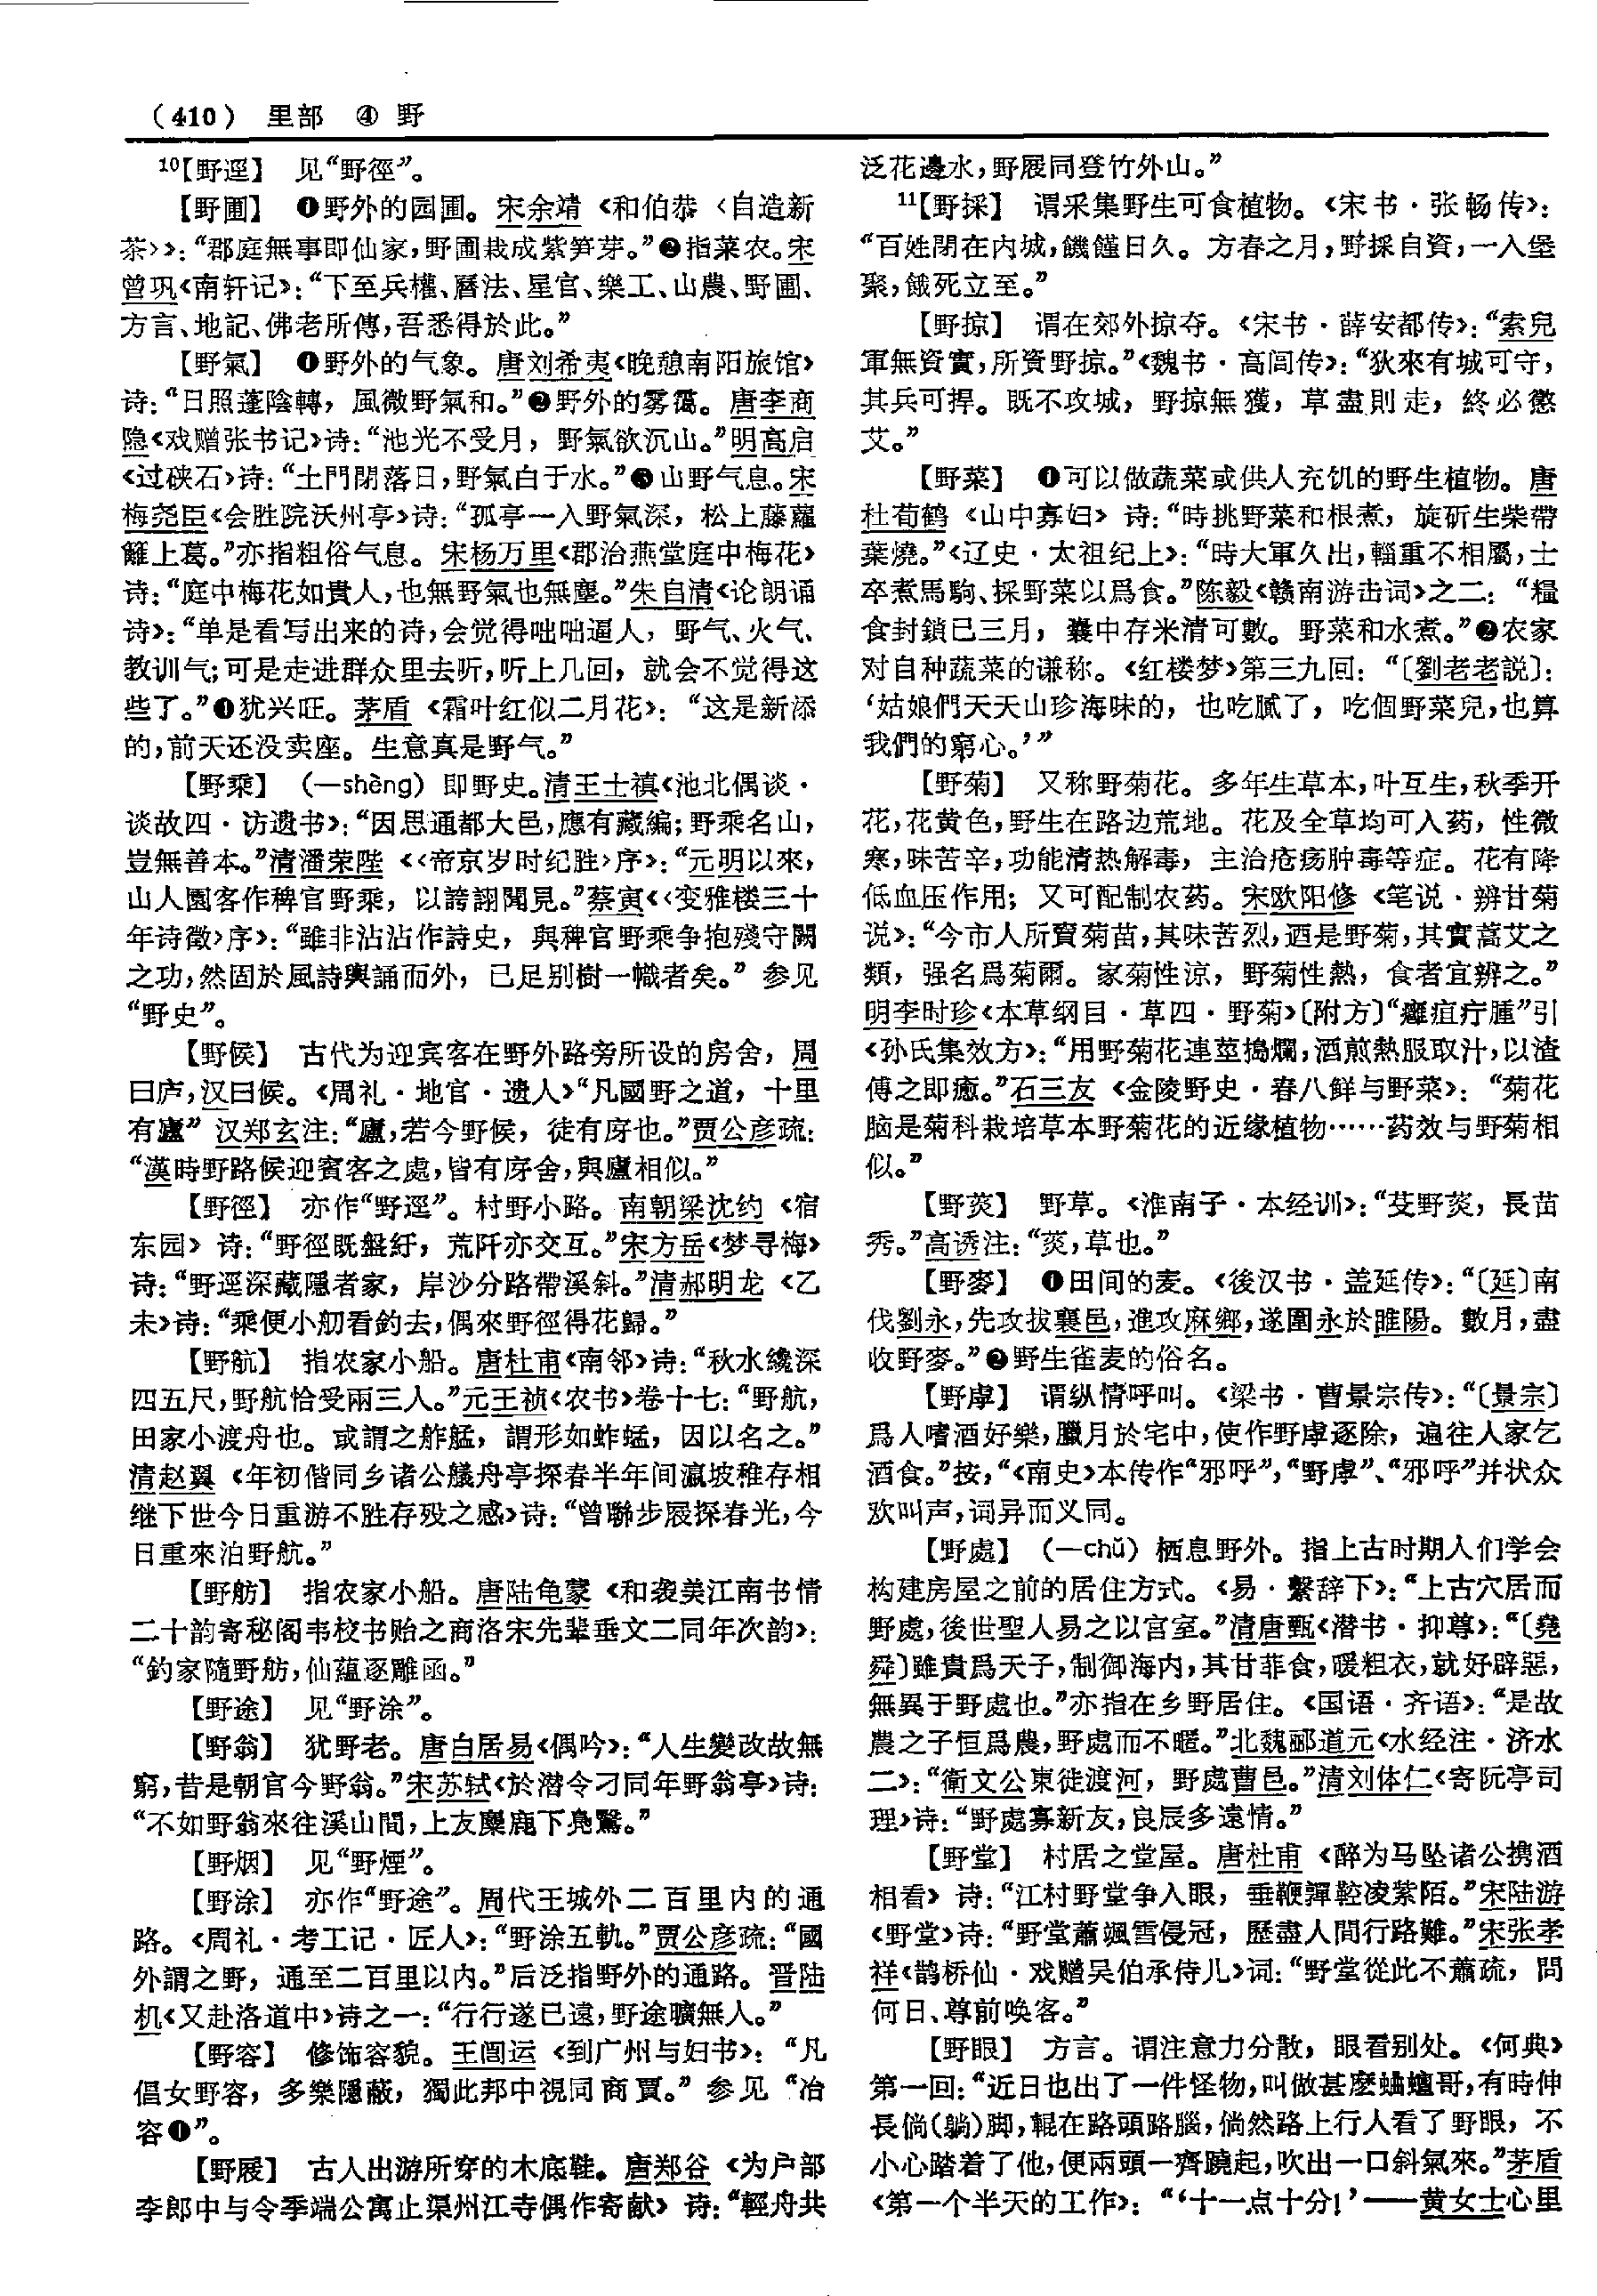 （410） 里部 ④ 野
¹⁰【野逕】 见“野徑”。
【野圃】 ❶野外的园圃。宋余靖《和伯恭〈自造新
茶〉》：“郡庭無事即仙家，野圃栽成紫笋芽。”❷指菜农。宋
曾巩《南轩记》：“下至兵權、曆法、星官、樂工、山農、野圃、
方言、地記、佛老所傳，吾悉得於此。”
【野氣】 ❶野外的气象。唐刘希夷《晚憩南阳旅馆》
诗：“日照蓬陰轉，風微野氣和。”❷野外的雾霭。唐李商
隐《戏赠张书记》诗：“池光不受月，野氣欲沉山。”明高启
《过硖石》诗：“土門閉落日，野氣白于水。”❸山野气息。宋
梅尧臣《会胜院沃州亭》诗：“孤亭一入野氣深，松上藤蘿
籬上葛。”亦指粗俗气息。宋杨万里《郡治燕堂庭中梅花》
诗：“庭中梅花如貴人，也無野氣也無塵。”朱自清《论朗诵
诗》：“单是看写出来的诗，会觉得咄咄逼人，野气、火气、
教训气；可是走进群众里去听，听上几回，就会不觉得这
些了。”❹犹兴旺。茅盾《霜叶红似二月花》：“这是新添
的，前天还没卖座。生意真是野气。”
【野乘】 （—shèng）即野史。清王士禛《池北偶谈·
谈故四·访遗书》：“因思通都大邑，應有藏編；野乘名山，
豈無善本。”清潘荣陛《〈帝京岁时纪胜〉序》：“元明以來，
山人園客作稗官野乘，以誇詡聞見。”蔡寅《〈变雅楼三十
年诗徵〉序》：“雖非沾沾作詩史，與稗官野乘争抱殘守闕
之功，然固於風詩輿誦而外，已足别樹一幟者矣。”参见
“野史”。
【野候】 古代为迎宾客在野外路旁所设的房舍，周
曰庐，汉曰候。《周礼·地官·遗人》“凡國野之道，十里
有廬”汉郑玄注：“廬，若今野候，徒有庌也。”贾公彦疏：
“漢時野路候迎賓客之處，皆有庌舍，與廬相似。”
【野徑】 亦作“野逕”。村野小路。南朝梁沈约《宿
东园》诗：“野徑既盤紆，荒阡亦交互。”宋方岳《梦寻梅》
诗：“野逕深藏隱者家，岸沙分路帶溪斜。”清郝明龙《乙
未》诗：“乘便小舠看釣去，偶來野徑得花歸。”
【野航】 指农家小船。唐杜甫《南邻》诗：“秋水纔深
四五尺，野航恰受兩三人。”元王祯《农书》卷十七：“野航，
田家小渡舟也。或謂之舴艋，謂形如蚱蜢，因以名之。”
清赵翼《年初偕同乡诸公艤舟亭探春半年间瀛坡稚存相
继下世今日重游不胜存殁之感》诗：“曾聯步屧探春光，今
日重來泊野航。”
【野舫】 指农家小船。唐陆龟蒙《和袭美江南书情
二十韵寄秘阁韦校书贻之商洛宋先辈垂文二同年次韵》：
“釣家隨野舫，仙藴逐雕函。”
【野途】 见“野涂”。
【野翁】 犹野老。唐白居易《偶吟》：“人生變改故無
窮，昔是朝官今野翁。”宋苏轼《於潜令刁同年野翁亭》诗：
“不如野翁來往溪山間，上友麋鹿下鳧鷖。”
【野烟】 见“野煙”。
【野涂】 亦作“野途”。周代王城外二百里内的通
路。《周礼·考工记·匠人》：“野涂五軌。”贾公彦疏：“國
外謂之野，通至二百里以内。”后泛指野外的通路。晋陆
机《又赴洛道中》诗之一：“行行遂已遠，野途曠無人。”
【野容】 修饰容貌。王闿运《到广州与妇书》：“凡
倡女野容，多樂隱蔽，獨此邦中視同商賈。”参见“冶
容❶”。
【野屐】 古人出游所穿的木底鞋。唐郑谷《为户部
李郎中与令季端公寓止渠州江寺偶作寄献》诗：“輕舟共
泛花邊水，野屐同登竹外山。”
¹¹【野採】 谓采集野生可食植物。《宋书·张畅传》：
“百姓閉在内城，饑饉日久。方春之月，野採自資，一入堡
聚，餓死立至。”
【野掠】 谓在郊外掠夺。《宋书·薛安都传》：“索兒
軍無資實，所資野掠。”《魏书·高闾传》：“狄來有城可守，
其兵可捍。既不攻城，野掠無獲，草盡則走，終必懲
艾。”
【野菜】 ❶可以做蔬菜或供人充饥的野生植物。唐
杜荀鹤《山中寡妇》诗：“時挑野菜和根煮，旋斫生柴帶
葉燒。”《辽史·太祖纪上》：“時大軍久出，輜重不相屬，士
卒煮馬駒、採野菜以爲食。”陈毅《赣南游击词》之二：“糧
食封鎖已三月，囊中存米清可數。野菜和水煮。”❷农家
对自种蔬菜的谦称。《红楼梦》第三九回：“〔劉老老説〕：
‘姑娘們天天山珍海味的，也吃腻了，吃個野菜兒，也算
我們的窮心。’”
【野菊】 又称野菊花。多年生草本，叶互生，秋季开
花，花黄色，野生在路边荒地。花及全草均可入药，性微
寒，味苦辛，功能清热解毒，主治疮疡肿毒等症。花有降
低血压作用；又可配制农药。宋欧阳修《笔说·辨甘菊
说》：“今市人所賣菊苗，其味苦烈，迺是野菊，其實蒿艾之
類，强名爲菊爾。家菊性涼，野菊性熱，食者宜辨之。”
明李时珍《本草纲目·草四·野菊》〔附方〕“癰疽疔腫”引
《孙氏集效方》：“用野菊花連莖搗爛，酒煎熱服取汁，以渣
傅之即癒。”石三友《金陵野史·春八鲜与野菜》：“菊花
脑是菊科栽培草本野菊花的近缘植物……药效与野菊相
似。”
【野莢】 野草。《淮南子·本经训》：“芟野莢，長苗
秀。”高诱注：“莢，草也。”
【野麥】 ❶田间的麦。《後汉书·盖延传》：“〔延〕南
伐劉永，先攻拔襄邑，進攻麻鄉，遂圍永於睢陽。數月，盡
收野麥。”❷野生雀麦的俗名。
【野虖】 谓纵情呼叫。《梁书·曹景宗传》：“〔景宗〕
爲人嗜酒好樂，臘月於宅中，使作野虖逐除，遍往人家乞
酒食。”按，“《南史》本传作“邪呼”，“野虖”、“邪呼”并状众
欢叫声，词异而义同。
【野處】 （—chǔ）栖息野外。指上古时期人们学会
构建房屋之前的居住方式。《易·繫辞下》：“上古穴居而
野處，後世聖人易之以宫室。”清唐甄《潜书·抑尊》：“〔堯
舜〕雖貴爲天子，制御海内，其甘菲食，暖粗衣，就好辟惡，
無異于野處也。”亦指在乡野居住。《国语·齐语》：“是故
農之子恒爲農，野處而不暱。”北魏郦道元《水经注·济水
二》：“衛文公東徙渡河，野處曹邑。”清刘体仁《寄阮亭司
理》诗：“野處寡新友，良辰多遠情。”
【野堂】 村居之堂屋。唐杜甫《醉为马坠诸公携酒
相看》诗：“江村野堂争入眼，垂鞭嚲鞚凌紫陌。”宋陆游
《野堂》诗：“野堂蕭颯雪侵冠，歷盡人間行路難。”宋张孝
祥《鹊桥仙·戏赠吴伯承侍儿》词：“野堂從此不蕭疏，問
何日、尊前唤客。”
【野眼】 方言。谓注意力分散，眼看别处。《何典》
第一回：“近日也出了一件怪物，叫做甚麽蛐蟺哥，有時伸
長倘（躺）脚，輥在路頭路腦，倘然路上行人看了野眼，不
小心踏着了他，便兩頭一齊蹺起，吹出一口斜氣來。”茅盾
《第一个半天的工作》：“‘十一点十分！’——黄女士心里